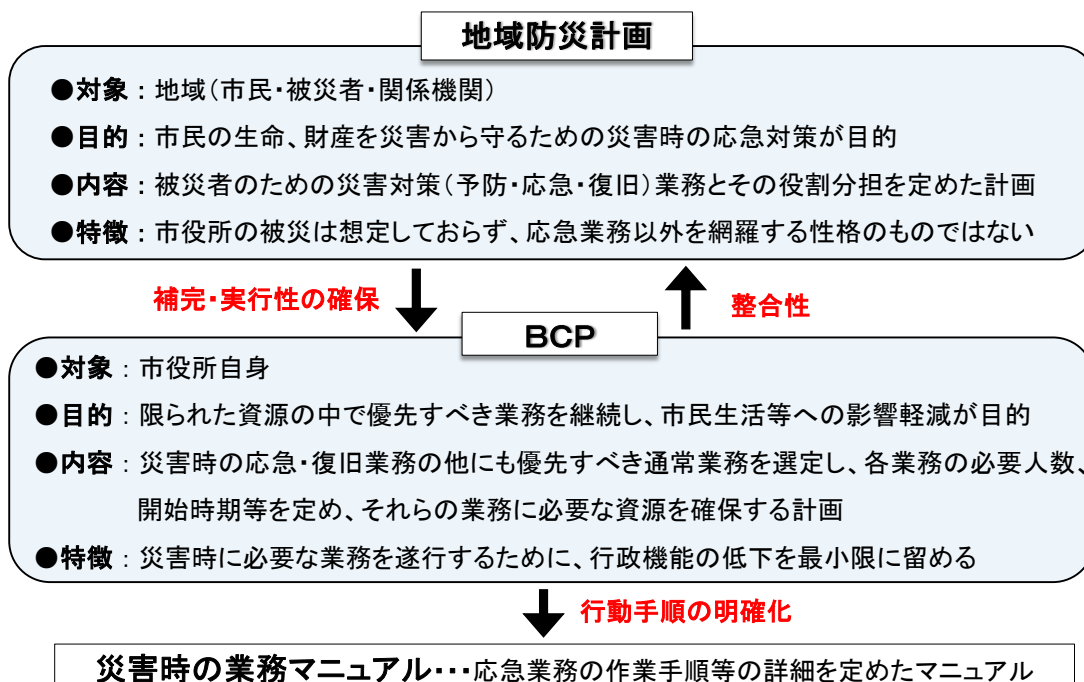 地域防災計画
●対象：地域（市民・被災者・関係機関）
●目的：市民の生命、財産を災害から守るための災害時の応急対策が目的
●内容：被災者のための災害対策（予防・応急・復旧）業務とその役割分担を定めた計画
●特徴：市役所の被災は想定しておらず、応急業務以外を網羅する性格のものではない
補完・実行性の確保
整合性
BCP
●対象：市役所自身
●目的：限られた資源の中で優先すべき業務を継続し、市民生活等への影響軽減が目的
●内容：災害時の応急・復旧業務の他にも優先すべき通常業務を選定し、各業務の必要人数、
開始時期等を定め、それらの業務に必要な資源を確保する計画
●特徴：災害時に必要な業務を遂行するために、行政機能の低下を最小限に留める
行動手順の明確化
災害時の業務マニュアル・・・応急業務の作業手順等の詳細を定めたマニュアル